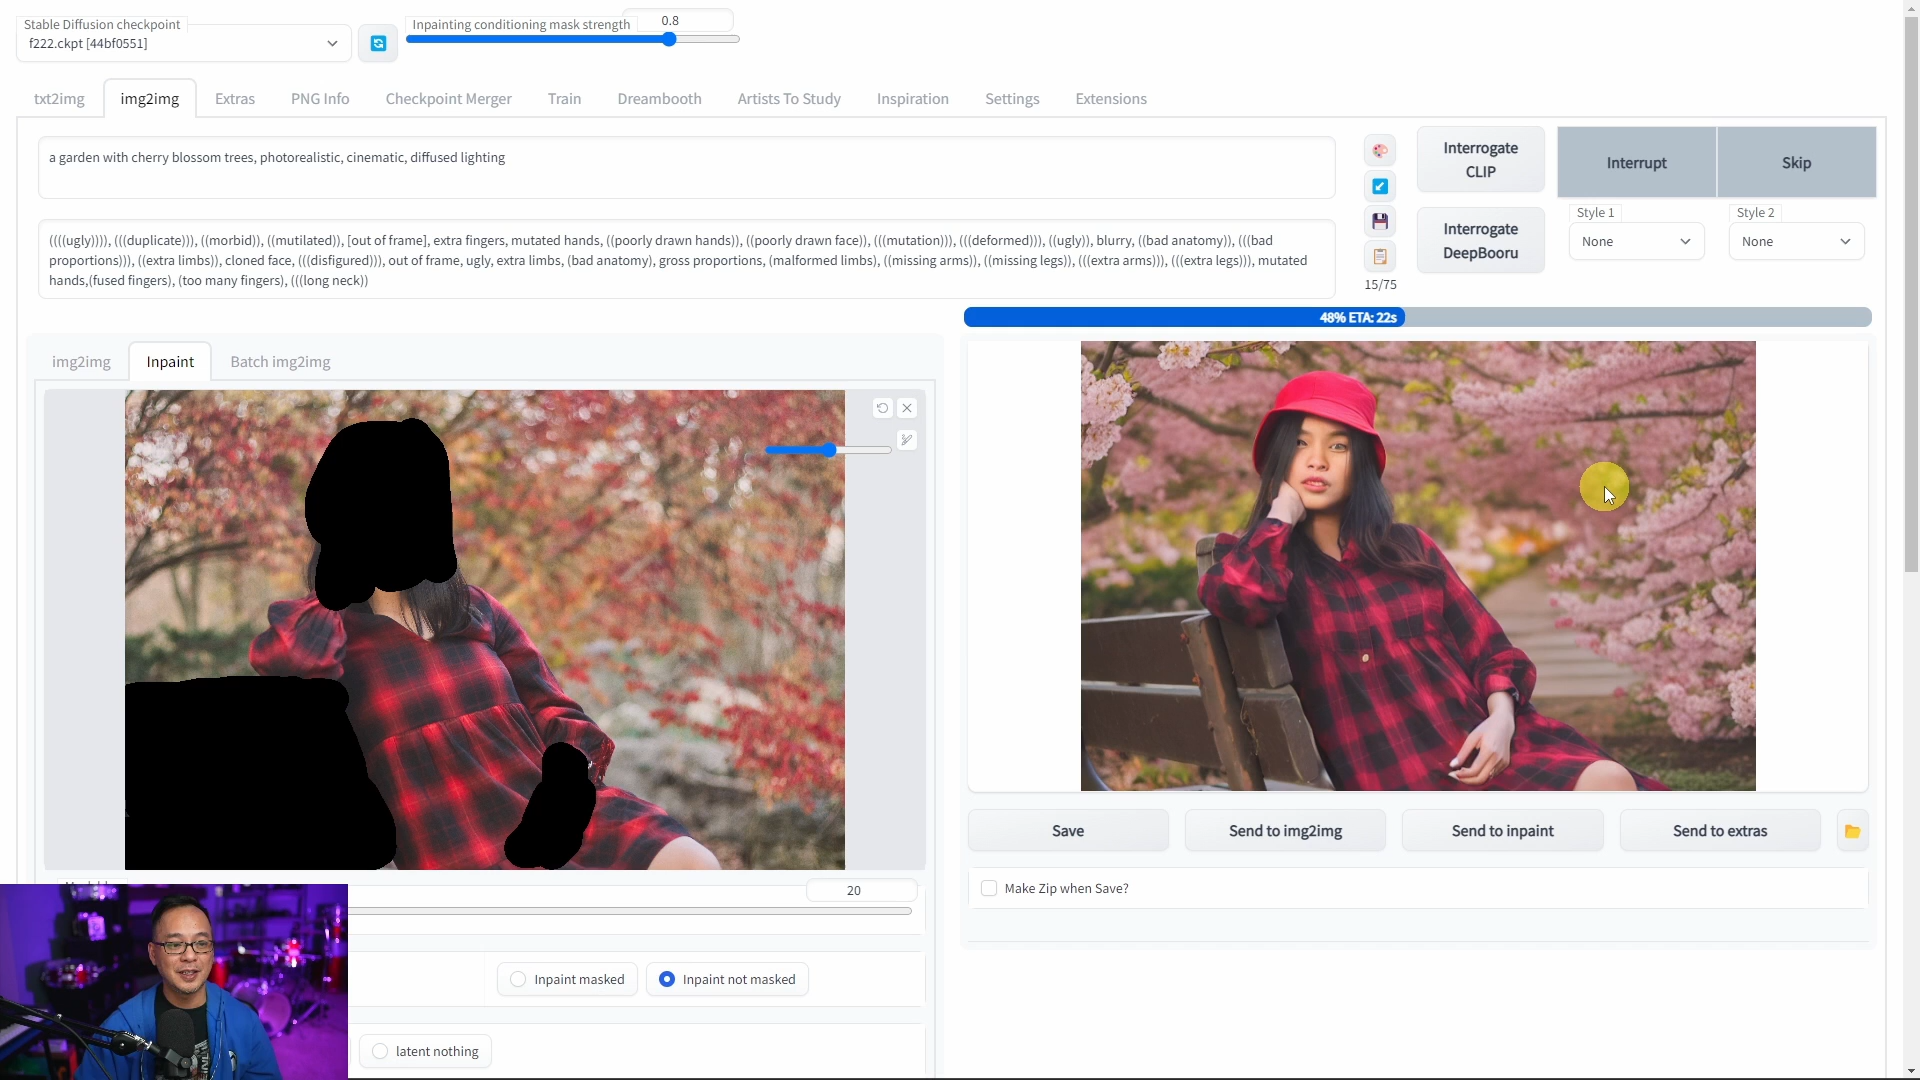 Stable Diffusion checkpoint
f222.ckpt [44bf0551]
Inpainting conditioning mask strength
0.8
txt2img
img2img
Extras
PNG Info
Checkpoint Merger
Train
Dreambooth
Artists To Study
Inspiration
Settings
Extensions
a garden with cherry blossom trees, photorealistic, cinematic, diffused lighting
((((ugly)))), (((duplicate))), ((morbid)), ((mutilated)), [out of frame], extra fingers, mutated hands, ((poorly drawn hands)), ((poorly drawn face)), (((mutation))), (((deformed))), ((ugly)), blurry, ((bad anatomy)), (((bad
proportions))), ((extra limbs)), cloned face, (((disfigured))), out of frame, ugly, extra limbs, (bad anatomy), gross proportions, (malformed limbs), ((missing arms)), ((missing legs)), (((extra arms))), (((extra legs))), mutated
hands,(fused fingers), (too many fingers), (((long neck))
15/75
Interrogate
CLIP
Interrogate
DeepBooru
Interrupt
Skip
Style 1
None
Style 2
None
48% ETA: 22s
img2img
Inpaint
Batch img2img
20
Inpaint masked
Inpaint not masked
latent nothing
Save
Send to img2img
Send to inpaint
Send to extras
Make Zip when Save?